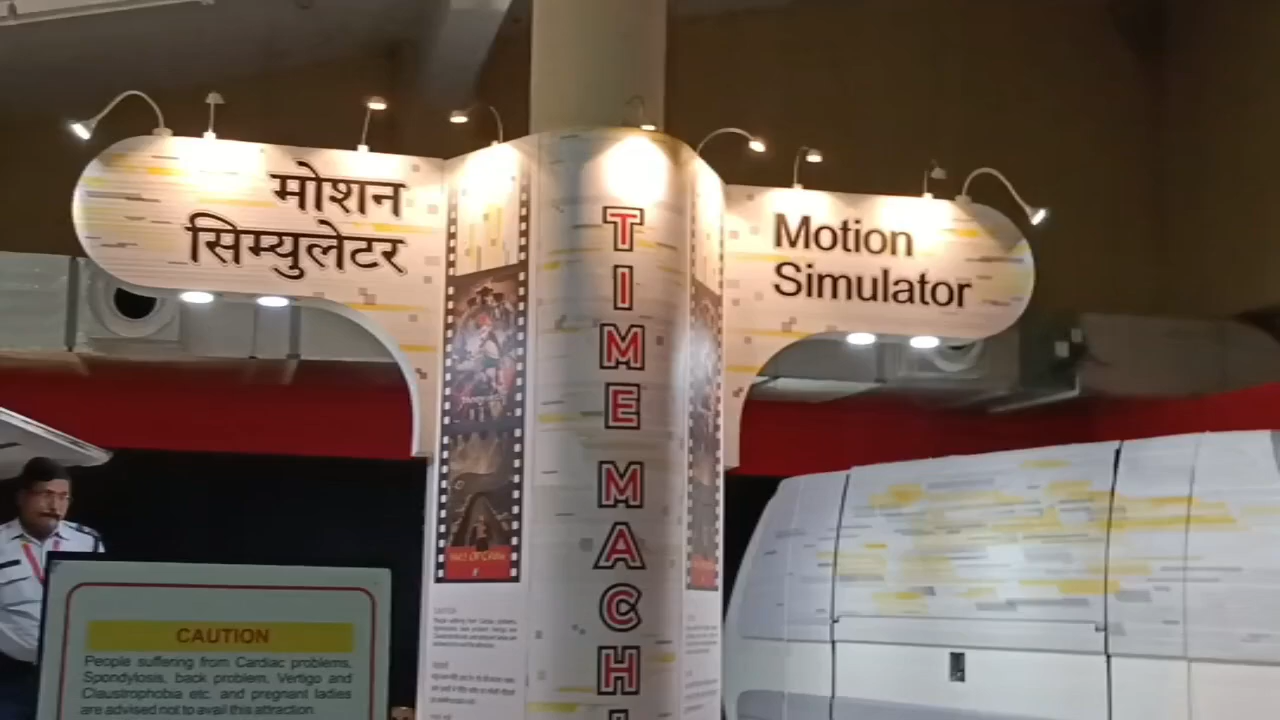 मोशन
सिम्युलेटर
TIME MACHI
Motion
Simulator
CAUTION
People suffering from Cardiac problems,
Spondylosis, back problem, Vertigo and
Claustrophobia etc. and pregnant ladies
are advised not to avail this attraction.